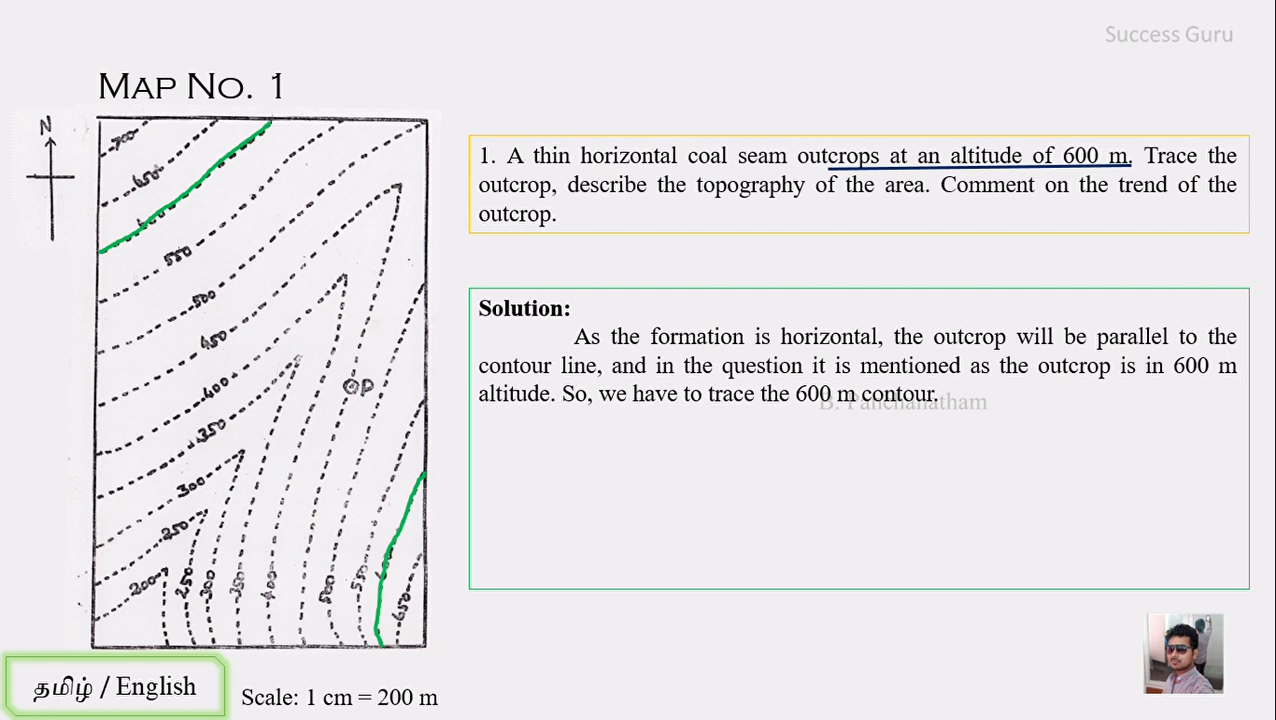 Success Guru
MAP NO. 1
N
1. A thin horizontal coal seam outcrops at an altitude of 600 m. Trace the
outcrop, describe the topography of the area. Comment on the trend of the
outcrop.
Solution:
As the formation is horizontal, the outcrop will be parallel to the
contour line, and in the question it is mentioned as the outcrop is in 600 m
altitude. So, we have to trace the 600 m contour.
B. Panchanatham
700
650
550
500
450
400
350
300
250
200
P
250
300
350
400
500
550
650
தமிழ் / English
Scale: 1 cm = 200 m